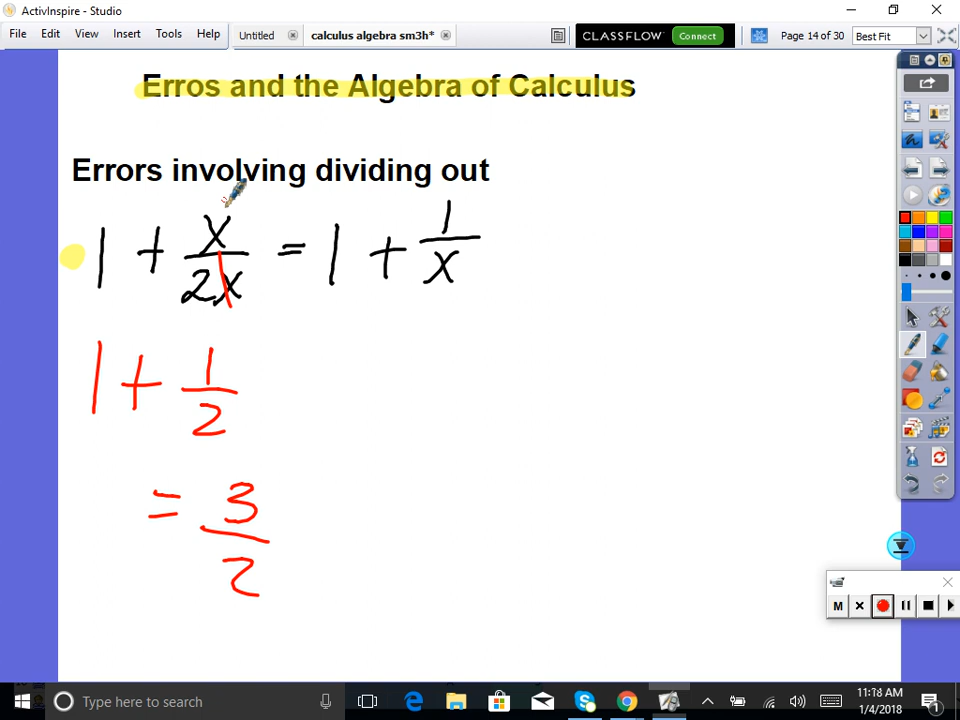 ActivInspire - Studio
File Edit View Insert Tools Help Untitled calculus algebra sm3h* CLASSFLOW Connect Page 14 of 30 Best Fit
Erros and the Algebra of Calculus
Errors involving dividing out
1 + x/2x = 1 + 1/x
1 + 1/2
= 3/2
M
Type here to search
11:18 AM
1/4/2018
1